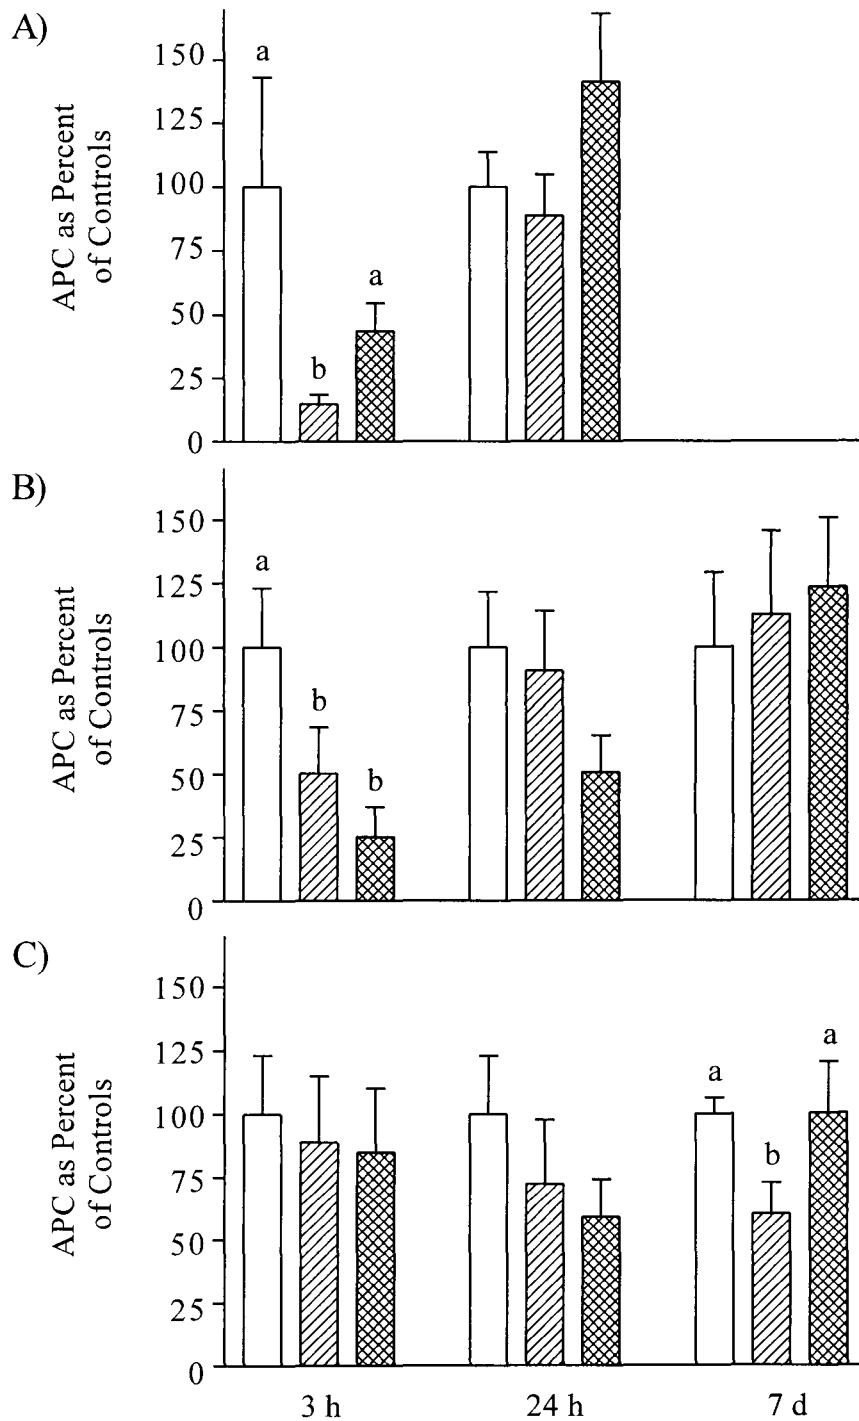 A)
APC as Percent
of Controls
150
125
100
75
50
25
0
a
b
a
B)
APC as Percent
of Controls
150
125
100
75
50
25
0
a
b
b
C)
APC as Percent
of Controls
150
125
100
75
50
25
0
a
b
a
3 h 24 h 7 d